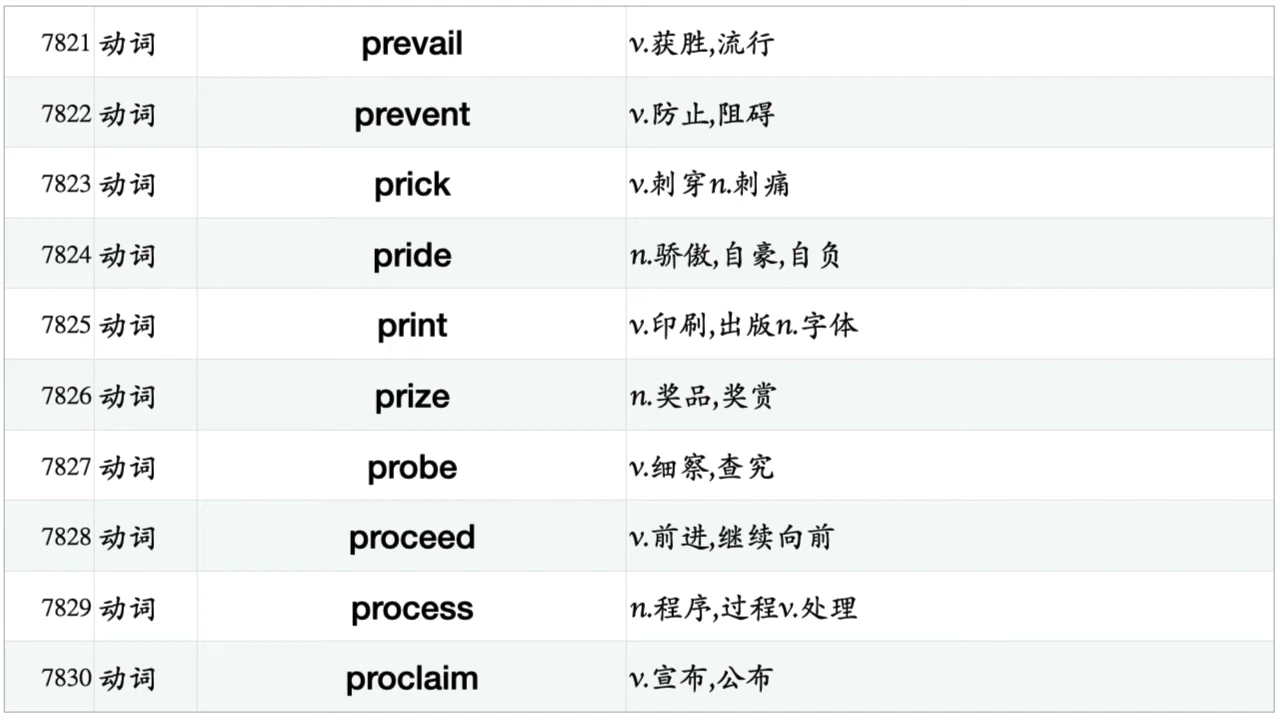 7821 动词 prevail v.获胜,流行
7822 动词 prevent v.防止,阻碍
7823 动词 prick v.刺穿n.刺痛
7824 动词 pride n.骄傲,自豪,自负
7825 动词 print v.印刷,出版n.字体
7826 动词 prize n.奖品,奖赏
7827 动词 probe v.细察,查究
7828 动词 proceed v.前进,继续向前
7829 动词 process n.程序,过程v.处理
7830 动词 proclaim v.宣布,公布